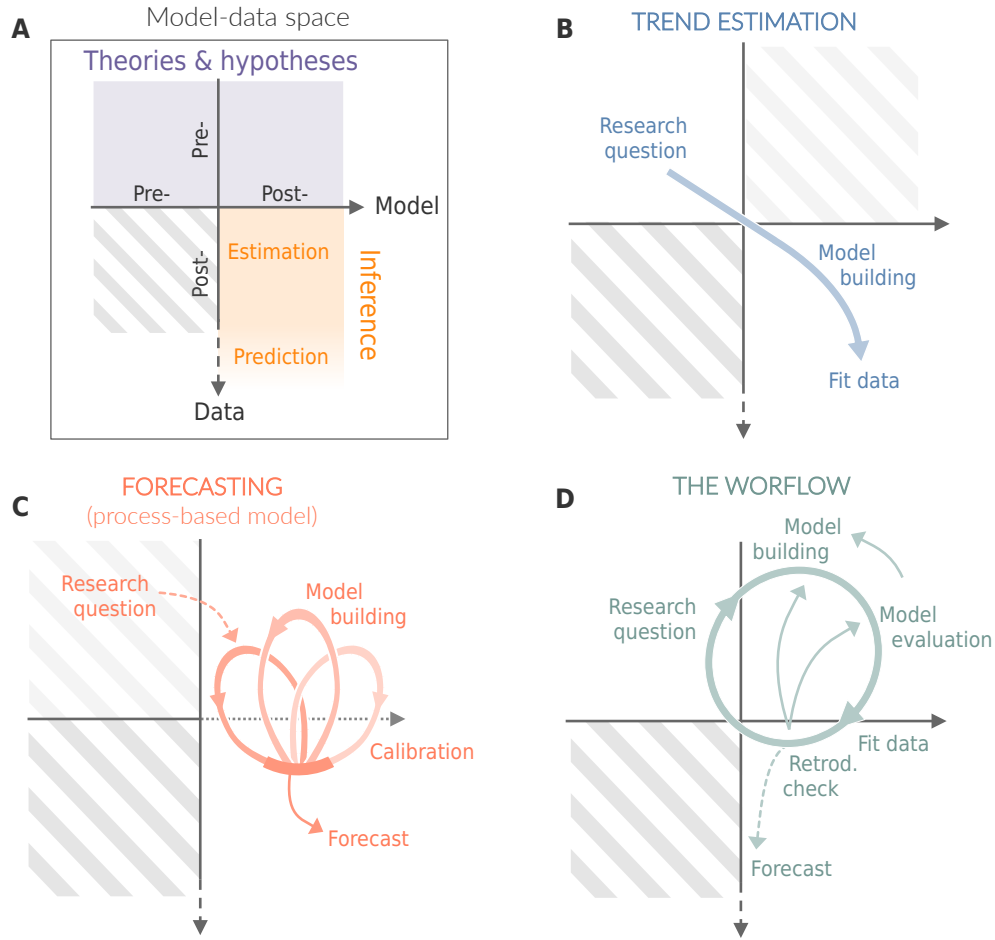 A
Model-data space
Theories & hypotheses
Pre-
Pre-
Post-
Model
Post-
Estimation
Inference
Prediction
Data
B
TREND ESTIMATION
Research
question
Model
building
Fit data
C
FORECASTING
(process-based model)
Research
question
Model
building
Calibration
Forecast
D
THE WORFLOW
Model
building
Research
question
Model
evaluation
Fit data
Retrod.
check
Forecast